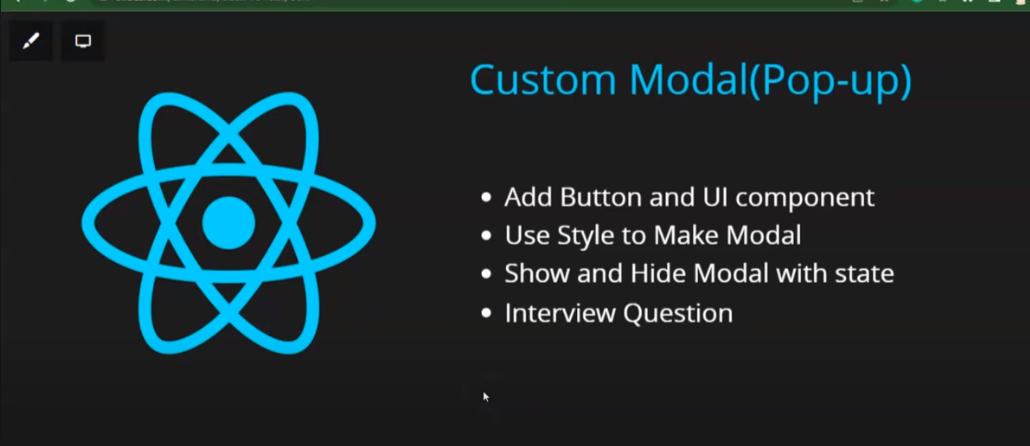 Custom Modal(Pop-up)
Add Button and UI component
Use Style to Make Modal
Show and Hide Modal with state
Interview Question